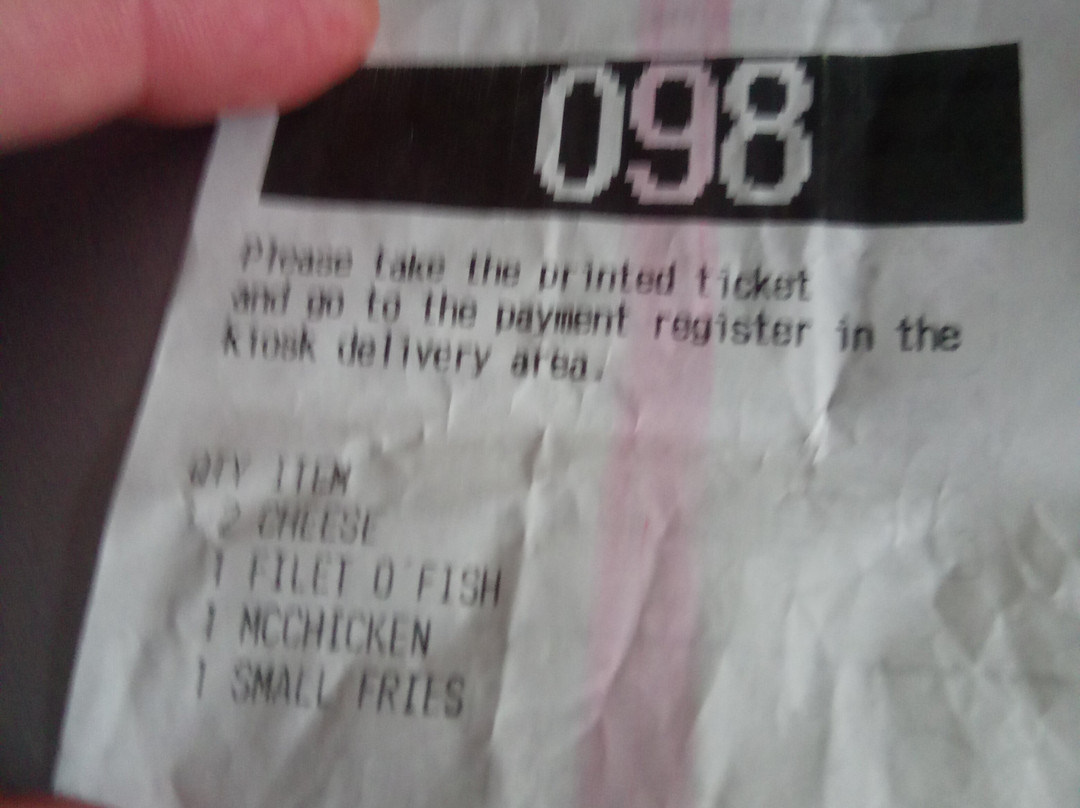 098
Please take the printed ticket
and go to the payment register in the
kiosk delivery area.
QTY ITEM
2 CHEESE
1 FILET O'FISH
1 MCCHICKEN
1 SMALL FRIES